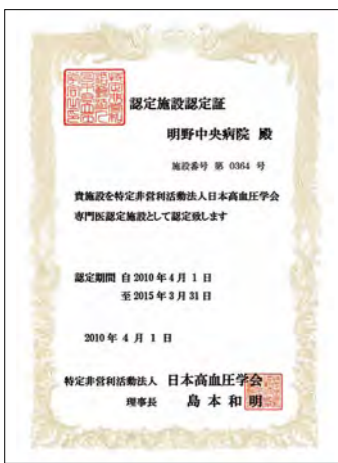 認定施設認定証
明野中央病院 殿
施設番号 第 0364 号
貴施設を特定非営利活動法人日本高血圧学会
専門医認定施設として認定致します
認定期間 自 2010 年 4 月 1 日
至 2015 年 3 月 31 日
2010 年 4 月 1 日
特定非営利活動法人 日本高血圧学会
理事長 島 本 和 明